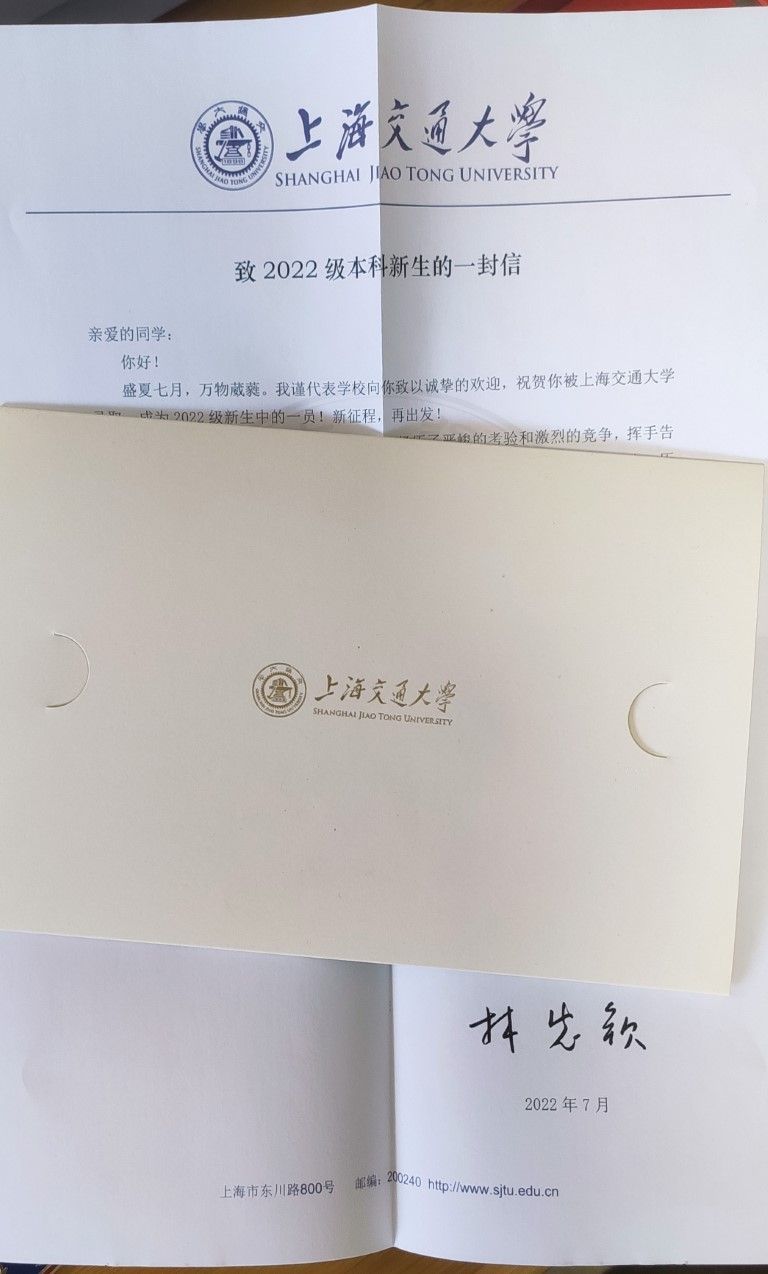 上海交通大學
SHANGHAI JIAO TONG UNIVERSITY
致 2022 级本科新生的一封信
亲爱的同学：
你好！
盛夏七月，万物葳蕤。我谨代表学校向你致以诚挚的欢迎，祝贺你被上海交通大学
录取，成为 2022 级新生中的一员！新征程，再出发！
了严峻的考验和激烈的竞争，挥手告
上海交通大學
SHANGHAI JIAO TONG UNIVERSITY
林忠钦
2022 年 7 月
上海市东川路800号 邮编：200240 http://www.sjtu.edu.cn